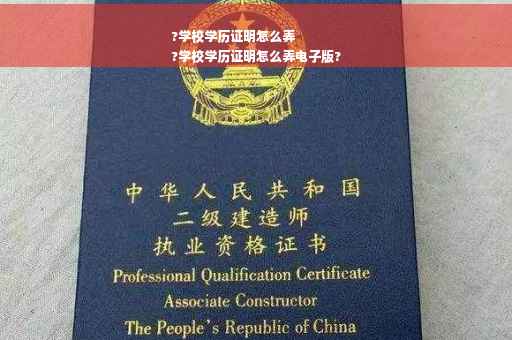 ?学校学历证明怎么弄
?学校学历证明怎么弄电子版?
中华人民共和国
二级建造师
执业资格证书
Professional Qualification Certificate
Associate Constructor
The People's Republic of China